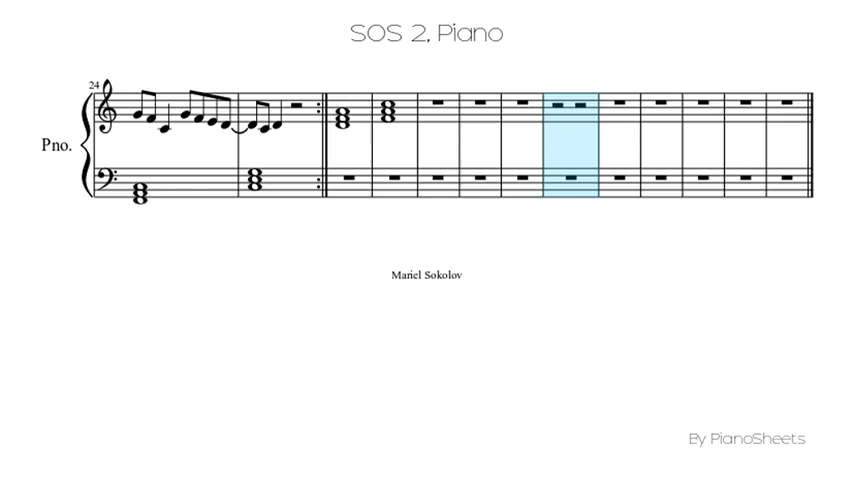 SOS 2, Piano
24
Pno.
Mariel Sokolov
By PianoSheets